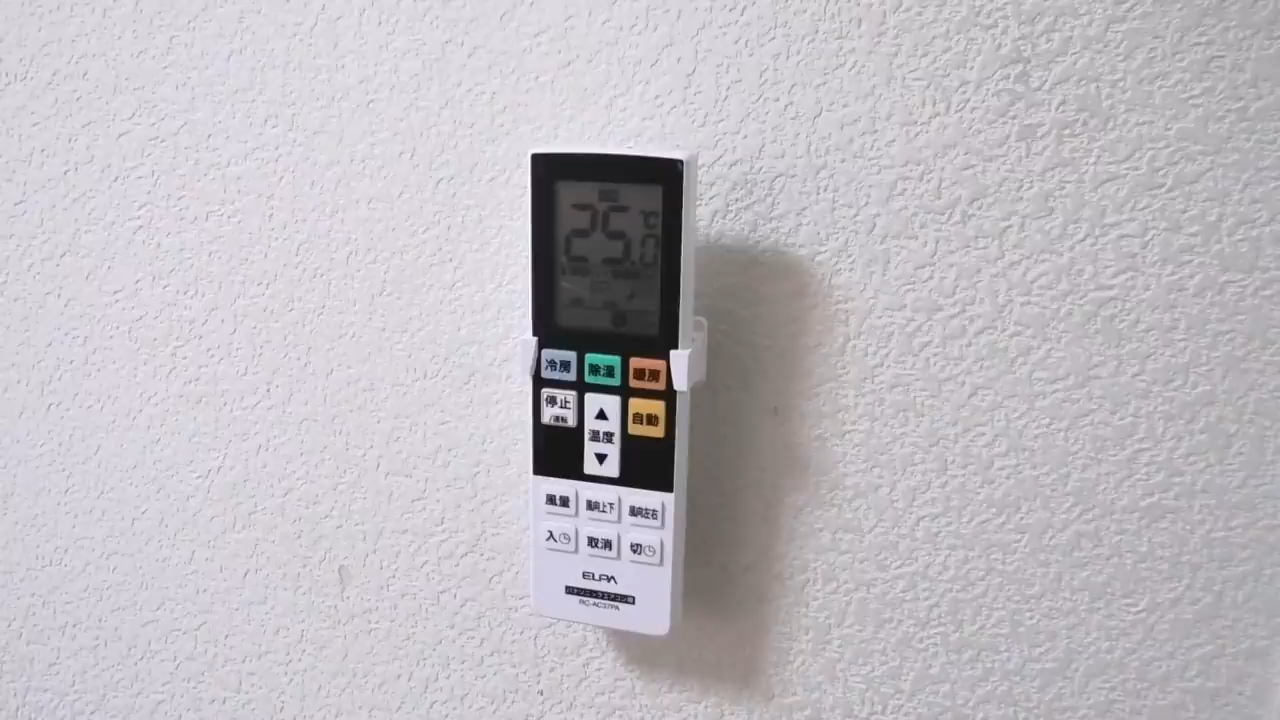 25.0℃
冷房 除湿 暖房
停止 自動
/運転
▲
温度
▼
風量 風向上下 風向左右
入 取消 切
ELPA
パナソニックエアコン用
RC-AC37PA